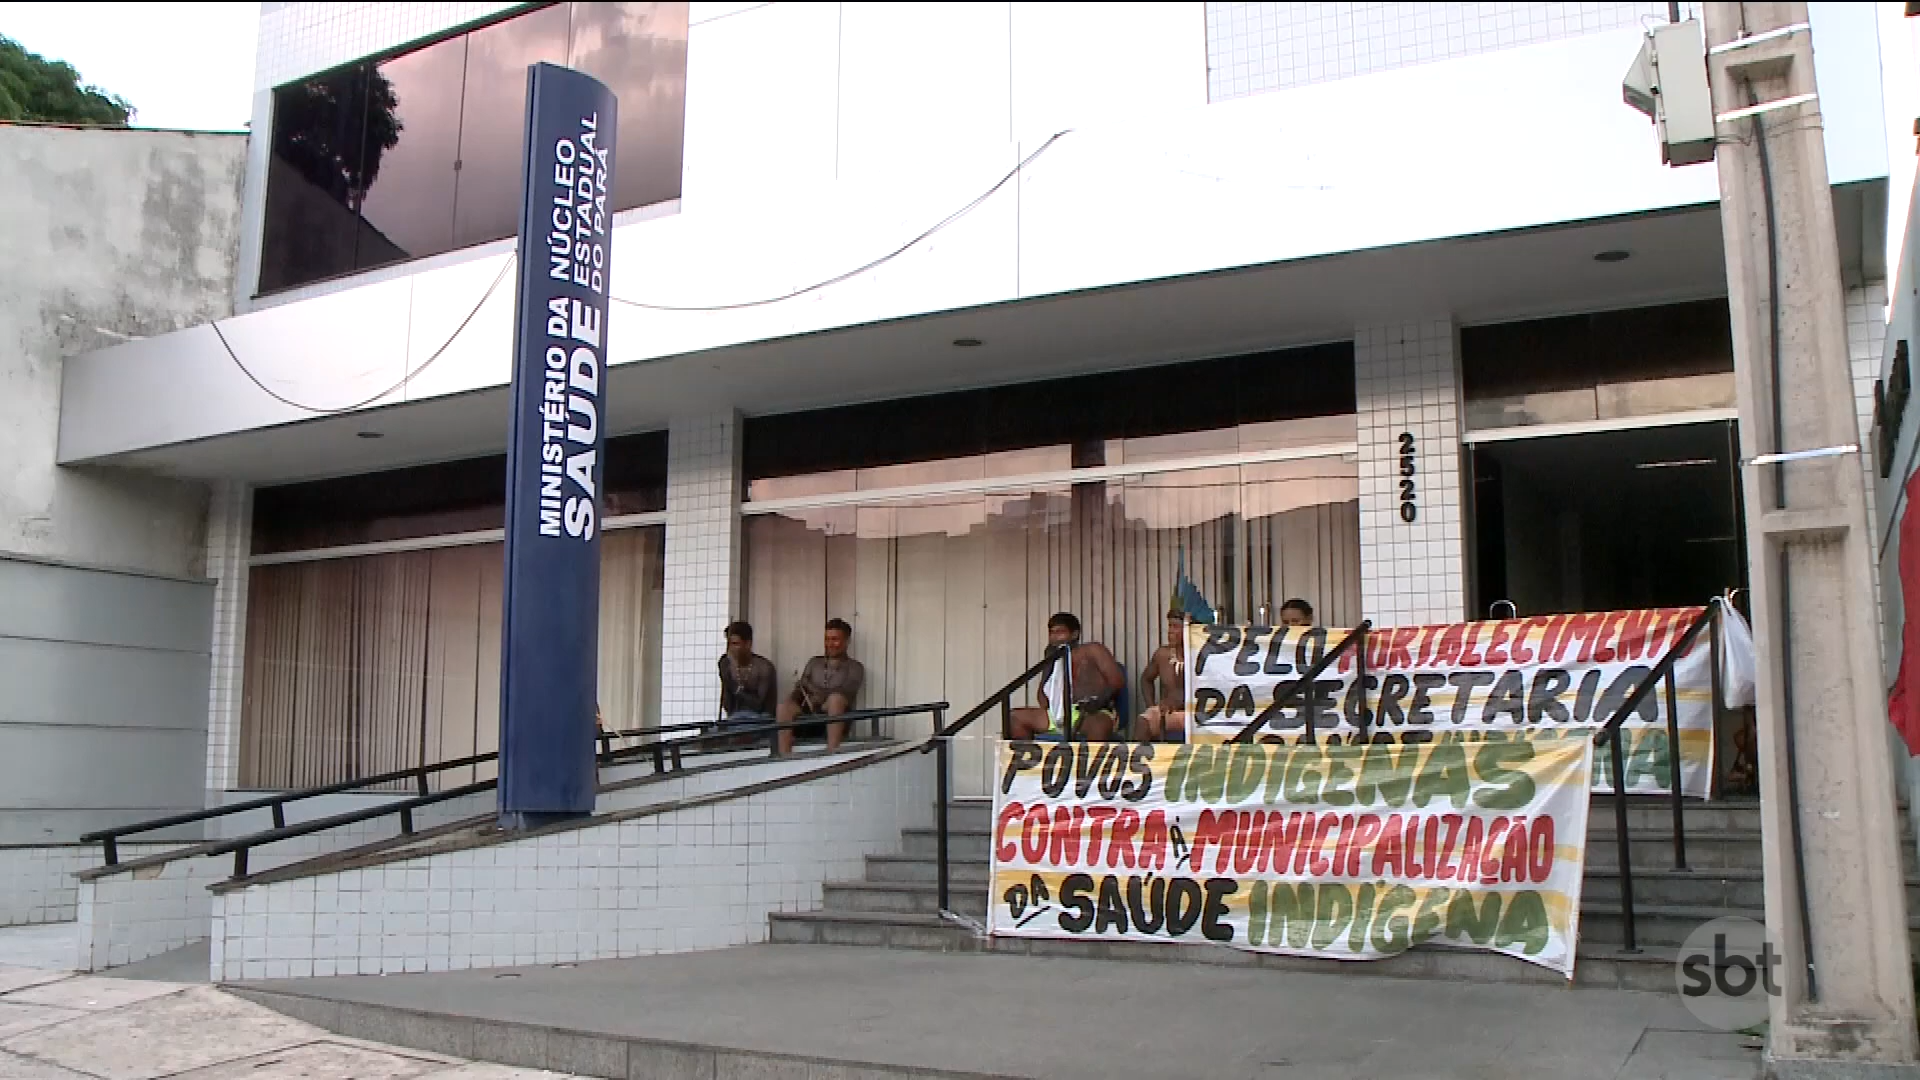 MINISTÉRIO DA
SAÚDE
NÚCLEO
ESTADUAL
DO PARÁ
2520
PELO FORTALECIMENTO
DA SECRETARIA
POVOS INDÍGENAS
CONTRA À MUNICIPALIZAÇÃO
DA SAÚDE INDÍGENA
sbt